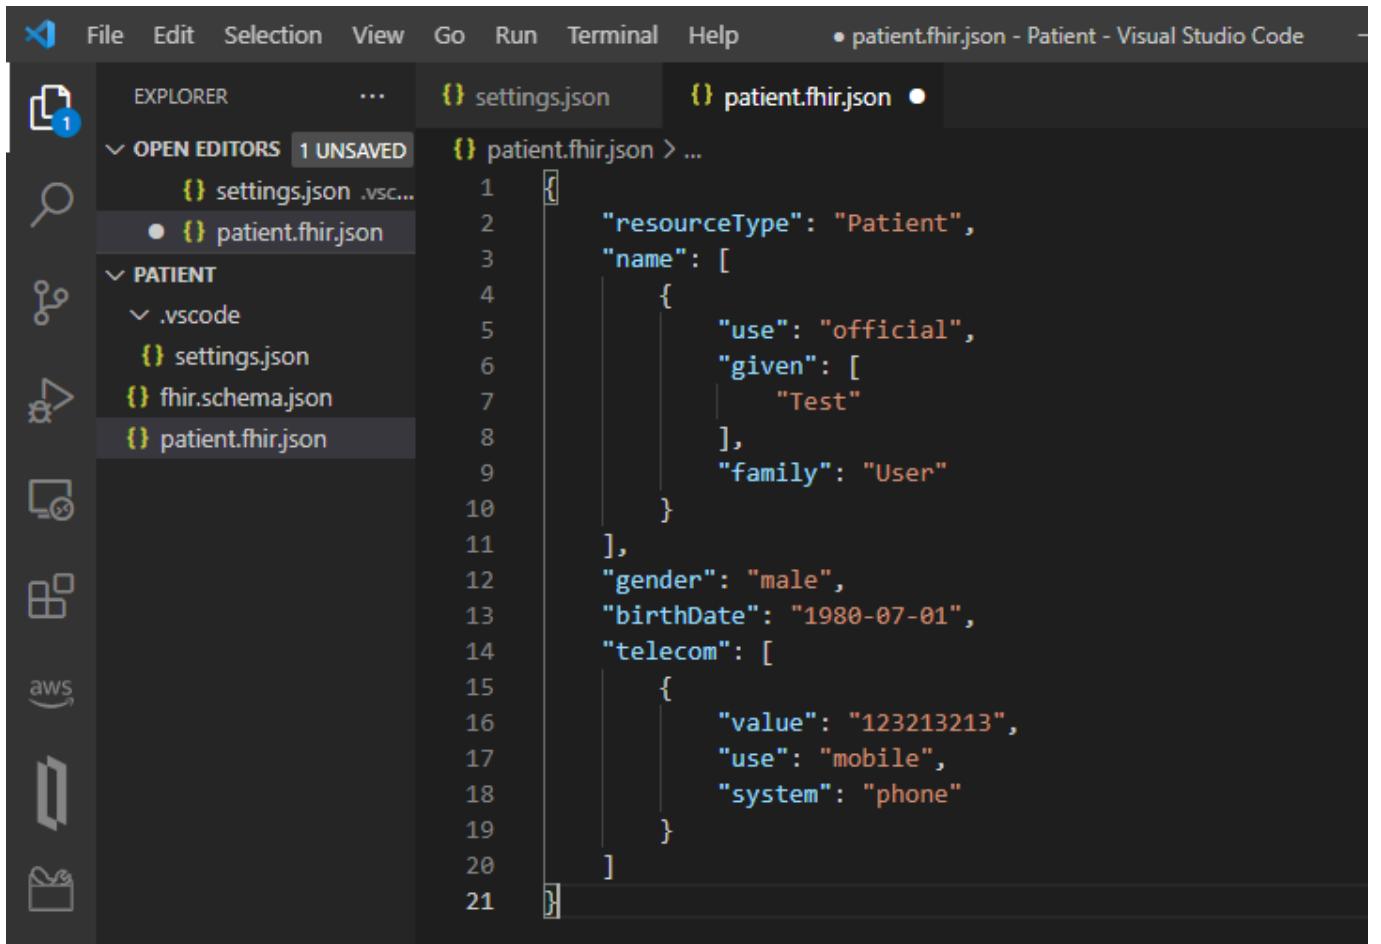 File Edit Selection View Go Run Terminal Help ● patient.fhir.json - Patient - Visual Studio Code
EXPLORER ...
{} settings.json {} patient.fhir.json ●
OPEN EDITORS 1 UNSAVED
{} settings.json .vsc...
● {} patient.fhir.json
PATIENT
.vscode
{} settings.json
{} fhir.schema.json
{} patient.fhir.json
1
aws
{} patient.fhir.json > ...
1 {
2 "resourceType": "Patient",
3 "name": [
4 {
5 "use": "official",
6 "given": [
7 "Test"
8 ],
9 "family": "User"
10 }
11 ],
12 "gender": "male",
13 "birthDate": "1980-07-01",
14 "telecom": [
15 {
16 "value": "123213213",
17 "use": "mobile",
18 "system": "phone"
19 }
20 ]
21 }